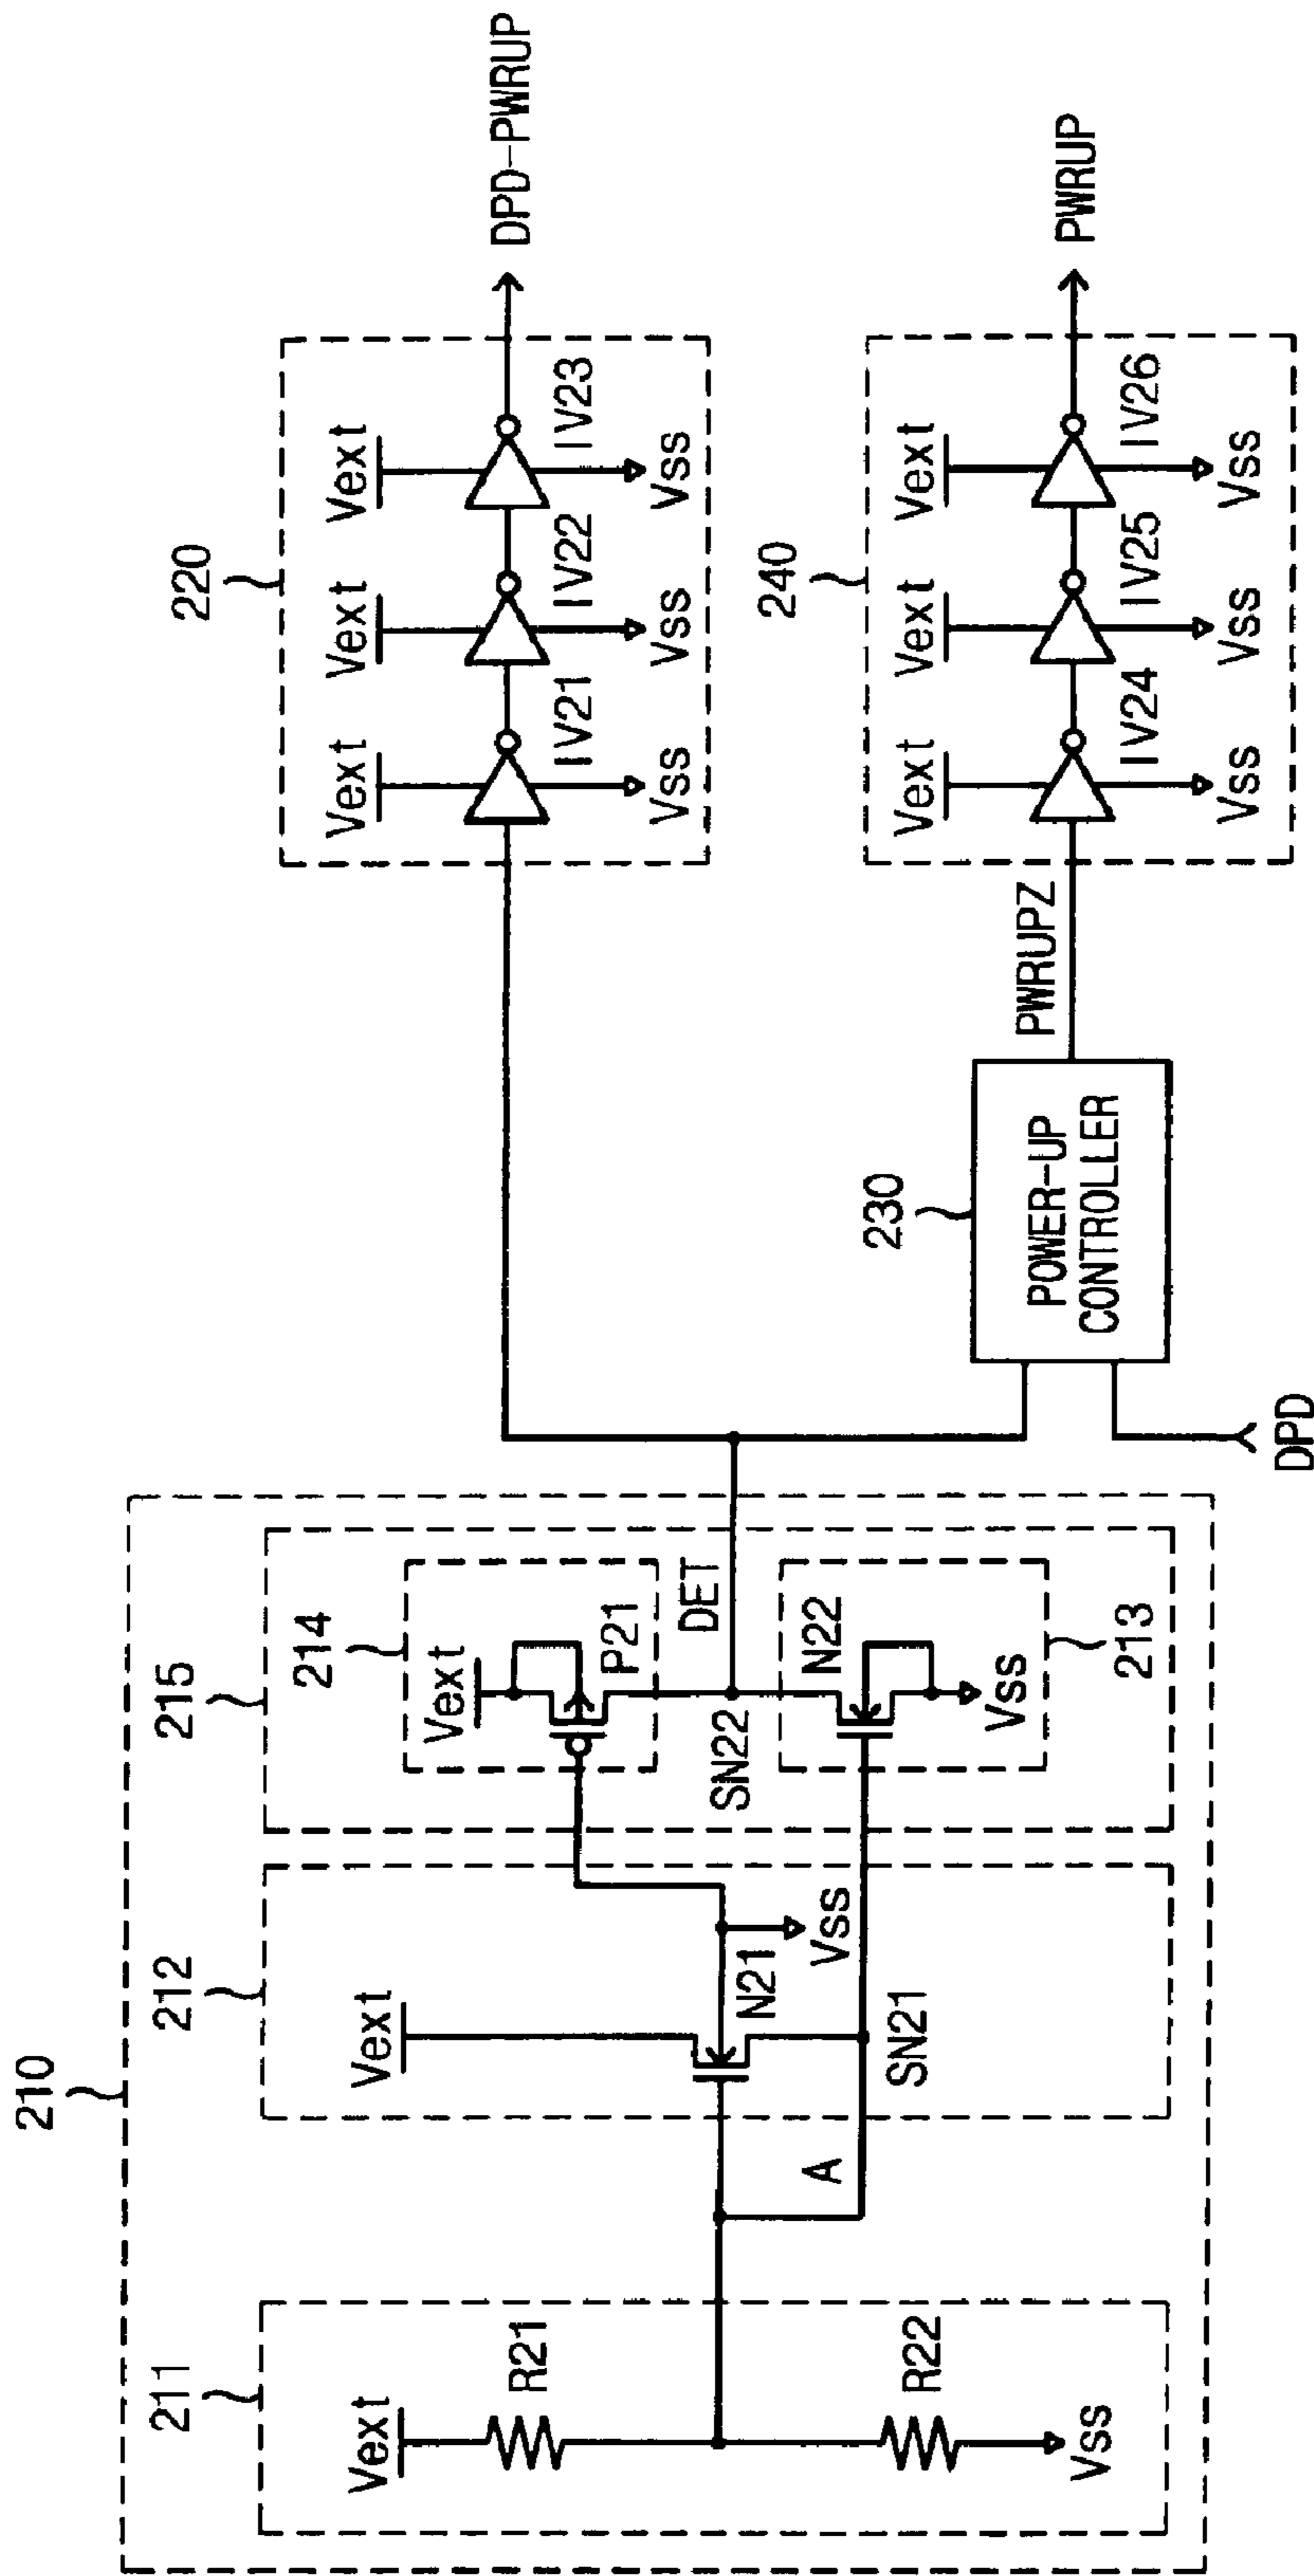 210
211
Vext
R21
R22
Vss
A
212
Vext
N21
Vss
SN21
215
214
Vext
P21
DET
SN22
N22
Vss
213
DPD
230
POWER-UP
CONTROLLER
PWRUPZ
220
Vext
Vext
Vext
IV21
IV22
IV23
Vss
Vss
Vss
DPD-PWRUP
240
Vext
Vext
Vext
IV24
IV25
IV26
Vss
Vss
Vss
PWRUP